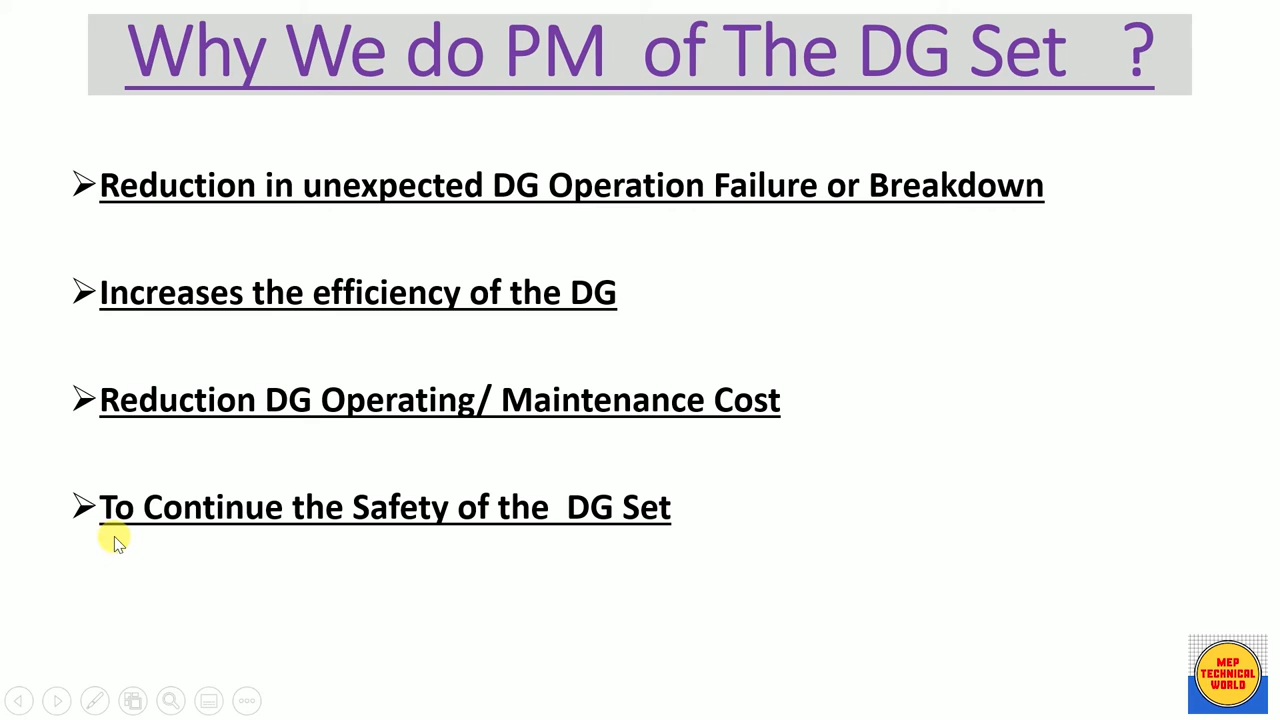 Why We do PM of The DG Set ?
Reduction in unexpected DG Operation Failure or Breakdown
Increases the efficiency of the DG
Reduction DG Operating/ Maintenance Cost
To Continue the Safety of the DG Set
MEP
TECHNICAL
WORLD